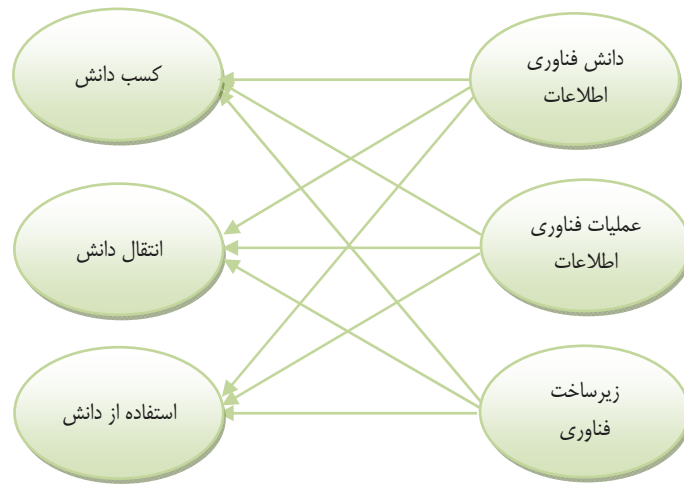 دانش فناوری
اطلاعات
کسب دانش
عملیات فناوری
اطلاعات
انتقال دانش
زیرساخت
فناوری
استفاده از دانش